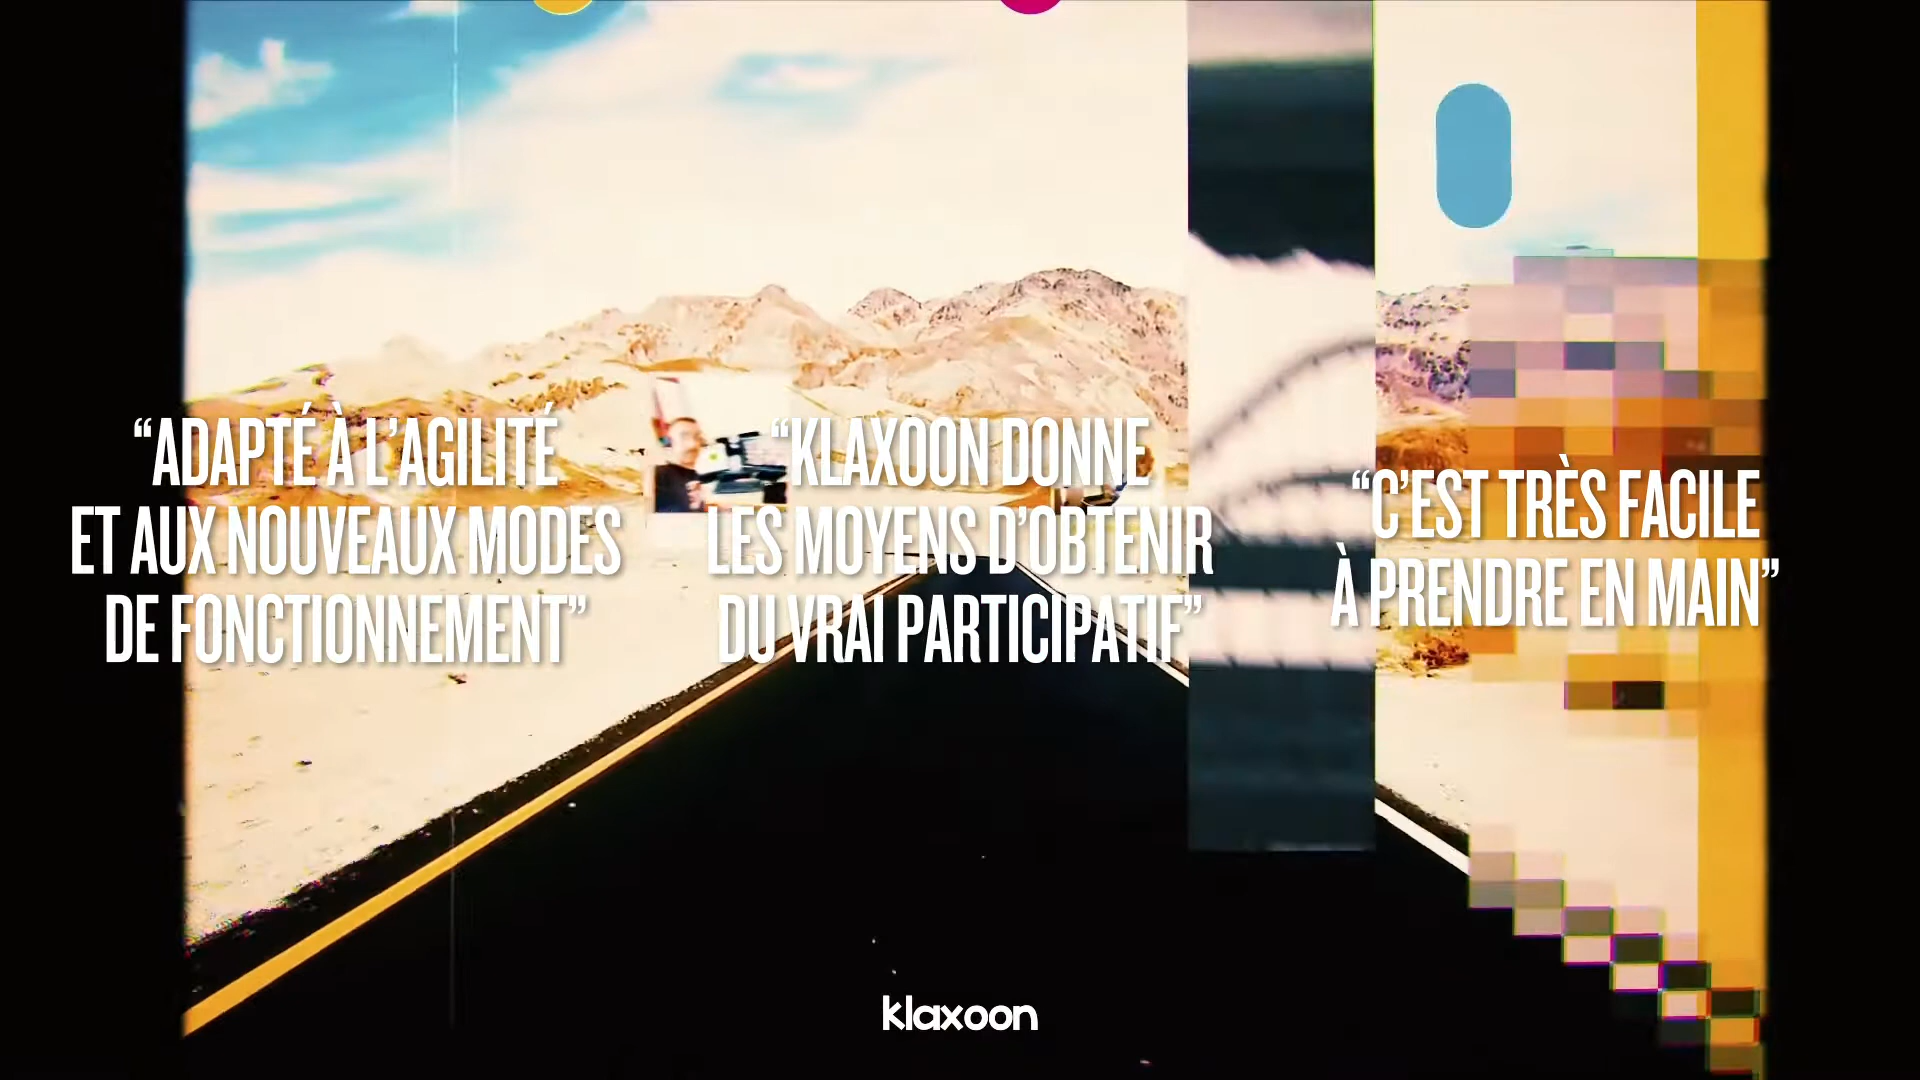 “ADAPTÉ À L’AGILITÉ
ET AUX NOUVEAUX MODES
DE FONCTIONNEMENT”
“KLAXOON DONNE
LES MOYENS D’OBTENIR
DU VRAI PARTICIPATIF”
“C’EST TRÈS FACILE
À PRENDRE EN MAIN”
klaxoon